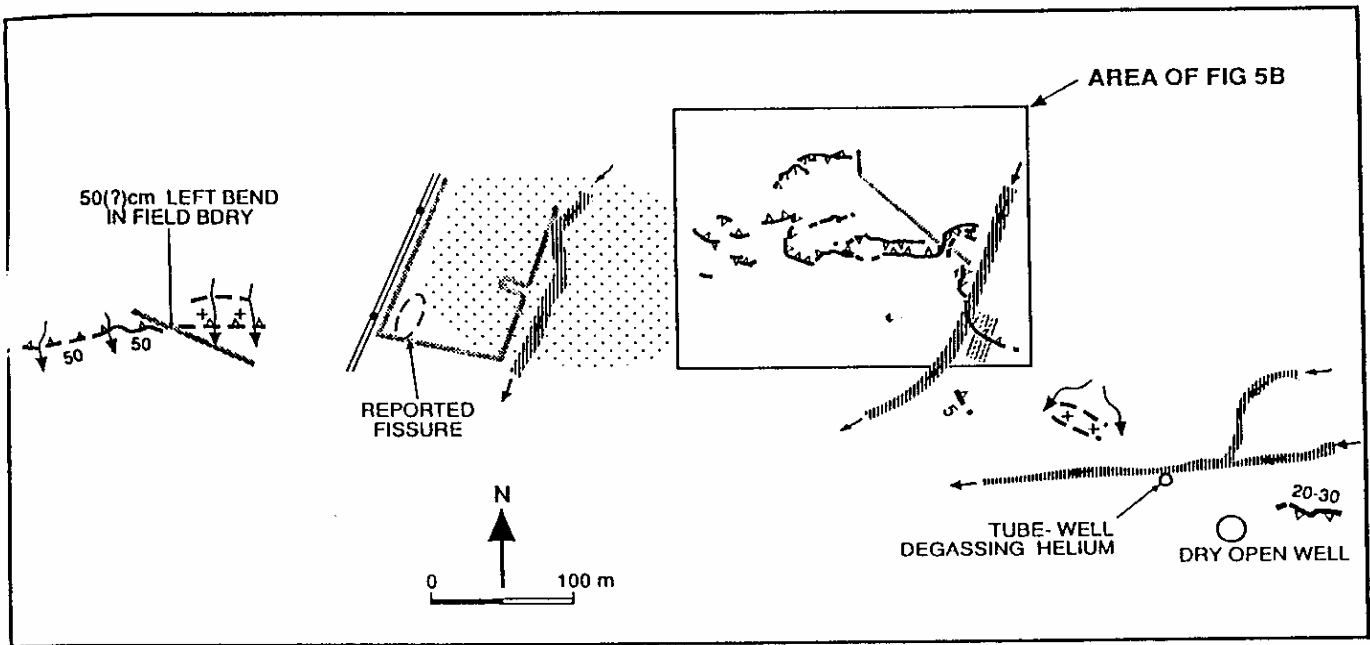 AREA OF FIG 5B
50(?)cm LEFT BEND
IN FIELD BDRY
50
50
REPORTED
FISSURE
5
N
0
100 m
20-30
TUBE-WELL
DEGASSING HELIUM
DRY OPEN WELL